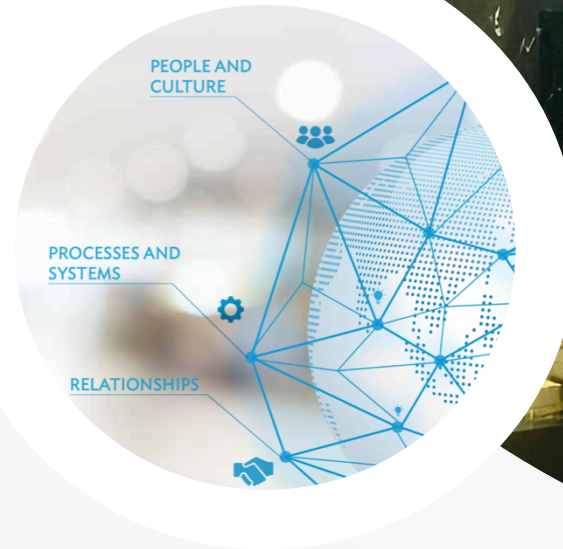 PEOPLE AND
CULTURE
PROCESSES AND
SYSTEMS
RELATIONSHIPS